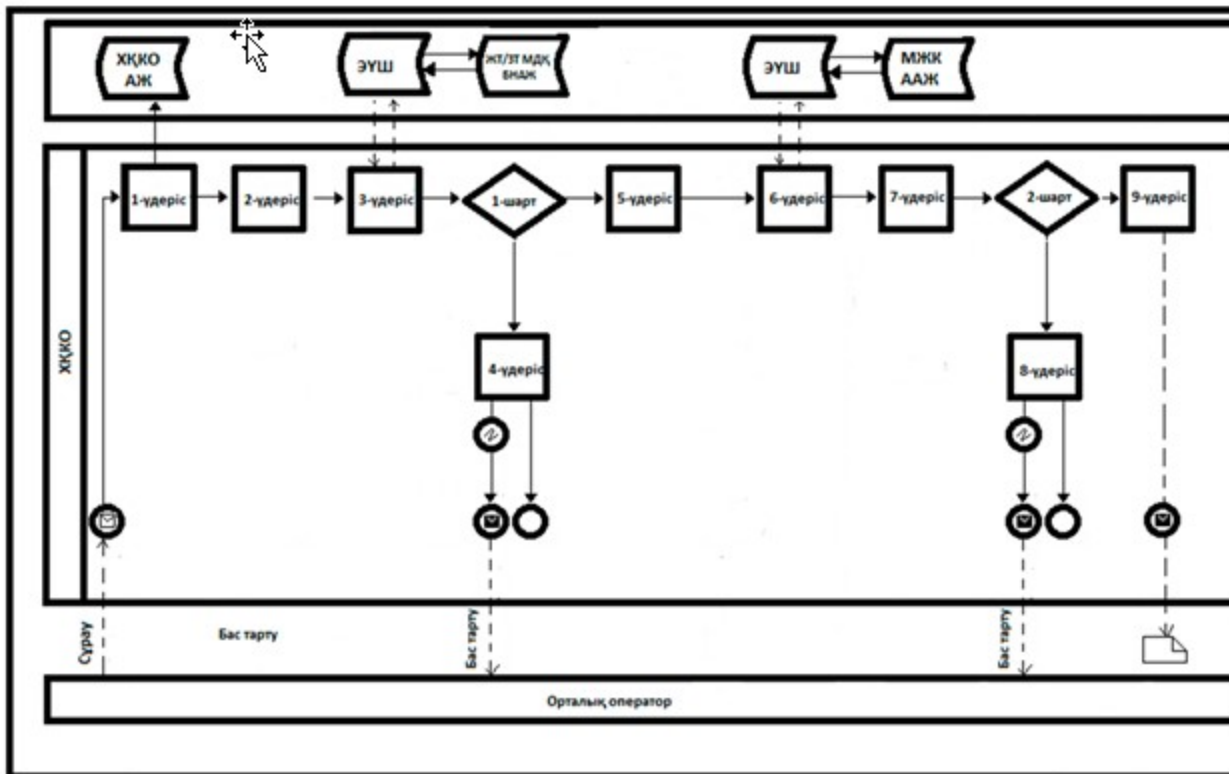 ХҚКО
АЖ
ЭҮШ
ЖТ/ЗТ МДҚ
БНАЖ
ЭҮШ
МЖК
ААЖ
1-үдеріс
2-үдеріс
3-үдеріс
1-шарт
5-үдеріс
6-үдеріс
7-үдеріс
2-шарт
9-үдеріс
ХҚКО
4-үдеріс
8-үдеріс
Сұрау
Бас тарту
Бас тарту
Бас тарту
Орталық оператор